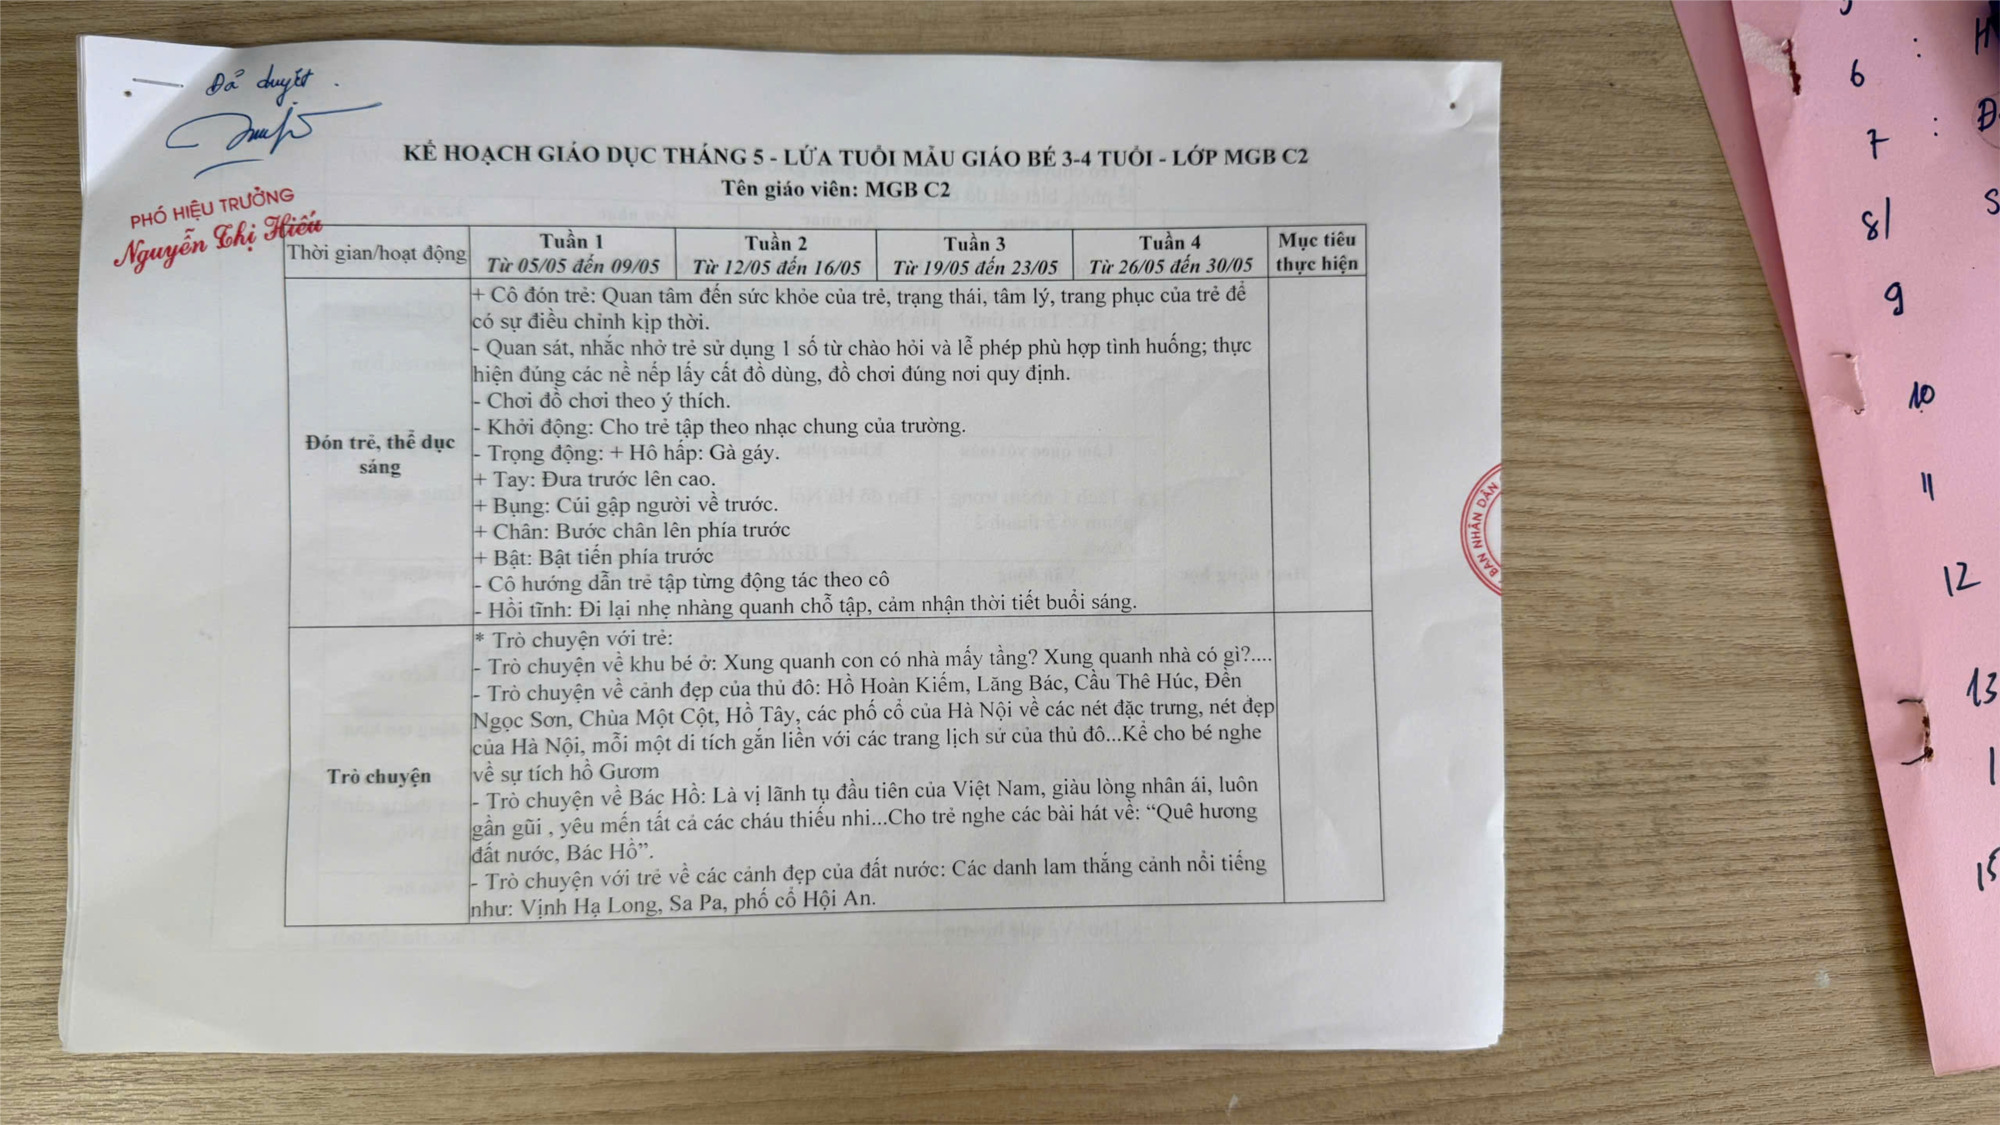 Đã duyệt.
PHÓ HIỆU TRƯỞNG
Nguyễn Thị Hiếu
KẾ HOẠCH GIÁO DỤC THÁNG 5 - LỨA TUỔI MẪU GIÁO BÉ 3-4 TUỔI - LỚP MGB C2
Tên giáo viên: MGB C2
Thời gian/hoạt động
Tuần 1
Từ 05/05 đến 09/05
Tuần 2
Từ 12/05 đến 16/05
Tuần 3
Từ 19/05 đến 23/05
Tuần 4
Từ 26/05 đến 30/05
Mục tiêu
thực hiện
Đón trẻ, thể dục
sáng
+ Cô đón trẻ: Quan tâm đến sức khỏe của trẻ, trạng thái, tâm lý, trang phục của trẻ để
có sự điều chỉnh kịp thời.
- Quan sát, nhắc nhở trẻ sử dụng 1 số từ chào hỏi và lễ phép phù hợp tình huống; thực
hiện đúng các nề nếp lấy cất đồ dùng, đồ chơi đúng nơi quy định.
- Chơi đồ chơi theo ý thích.
- Khởi động: Cho trẻ tập theo nhạc chung của trường.
- Trọng động: + Hô hấp: Gà gáy.
+ Tay: Đưa trước lên cao.
+ Bụng: Cúi gập người về trước.
+ Chân: Bước chân lên phía trước
+ Bật: Bật tiến phía trước
- Cô hướng dẫn trẻ tập từng động tác theo cô
- Hồi tĩnh: Đi lại nhẹ nhàng quanh chỗ tập, cảm nhận thời tiết buổi sáng.
Trò chuyện
* Trò chuyện với trẻ:
- Trò chuyện về khu bé ở: Xung quanh con có nhà mấy tầng? Xung quanh nhà có gì?....
- Trò chuyện về cảnh đẹp của thủ đô: Hồ Hoàn Kiếm, Lăng Bác, Cầu Thê Húc, Đền
Ngọc Sơn, Chùa Một Cột, Hồ Tây, các phố cổ của Hà Nội về các nét đặc trưng, nét đẹp
của Hà Nội, mỗi một di tích gắn liền với các trang lịch sử của thủ đô...Kể cho bé nghe
về sự tích hồ Gươm
- Trò chuyện về Bác Hồ: Là vị lãnh tụ đầu tiên của Việt Nam, giàu lòng nhân ái, luôn
gần gũi , yêu mến tất cả các cháu thiếu nhi...Cho trẻ nghe các bài hát về: “Quê hương
đất nước, Bác Hồ”.
- Trò chuyện với trẻ về các cảnh đẹp của đất nước: Các danh lam thắng cảnh nổi tiếng
như: Vịnh Hạ Long, Sa Pa, phố cổ Hội An.
BAN NHÂN DÂN
6 :
7 :
8/
9
10
11
12
13
1
15